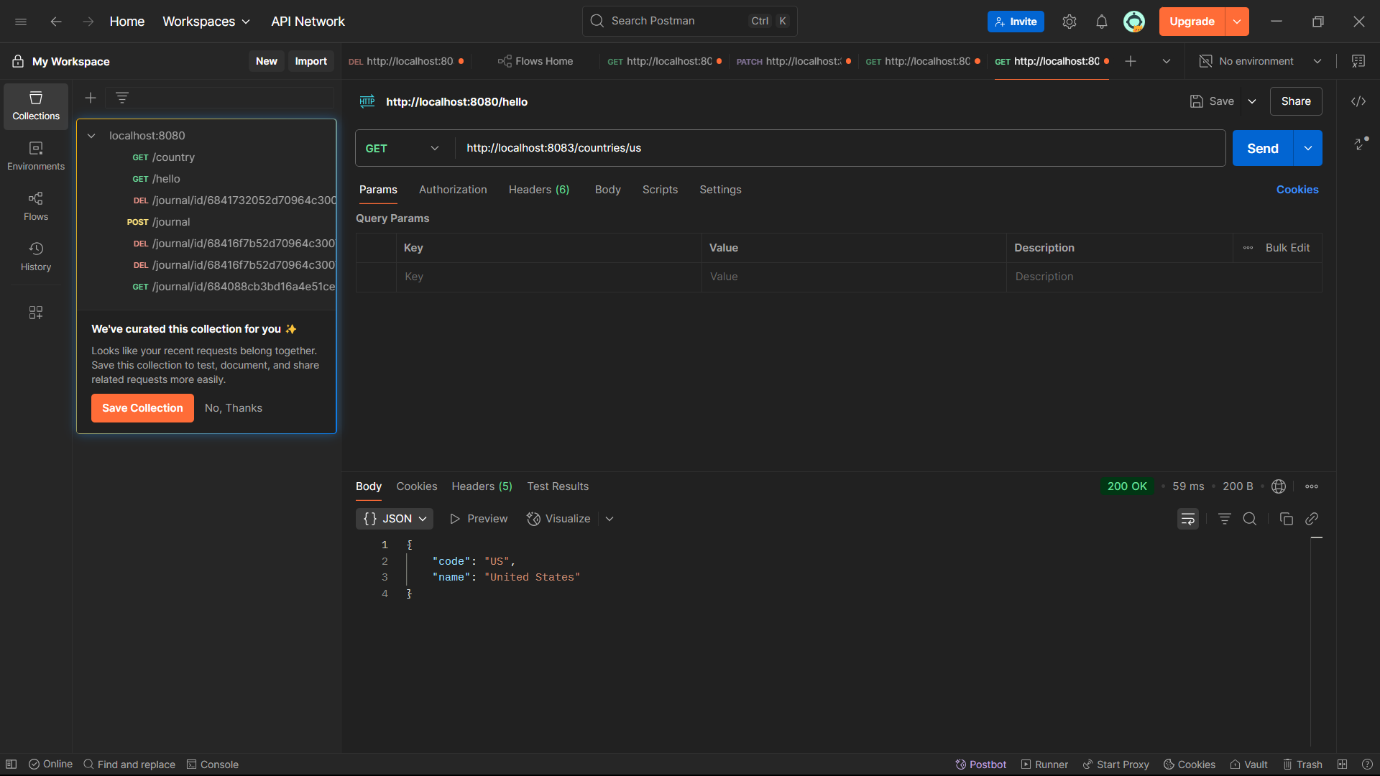 Home Workspaces API Network Search Postman Ctrl K Invite Upgrade
My Workspace New Import DEL http://localhost:80 Flows Home GET http://localhost:80 PATCH http://localhost: GET http://localhost:80 GET http://localhost:80 No environment
Collections
Environments
Flows
History
localhost:8080
GET /country
GET /hello
DEL /journal/id/6841732052d70964c300
POST /journal
DEL /journal/id/68416f7b52d70964c300
DEL /journal/id/68416f7b52d70964c300
GET /journal/id/684088cb3bd16a4e51ce
We've curated this collection for you ✨
Looks like your recent requests belong together.
Save this collection to test, document, and share
related requests more easily.
Save Collection No, Thanks
HTTP http://localhost:8080/hello Save Share
GET http://localhost:8083/countries/us Send
Params Authorization Headers (6) Body Scripts Settings Cookies
Query Params
Key Value Description Bulk Edit
Key Value Description
Body Cookies Headers (5) Test Results 200 OK 59 ms 200 B
{} JSON Preview Visualize
1 {
2 "code": "US",
3 "name": "United States"
4 }
Online Find and replace Console Postbot Runner Start Proxy Cookies Vault Trash